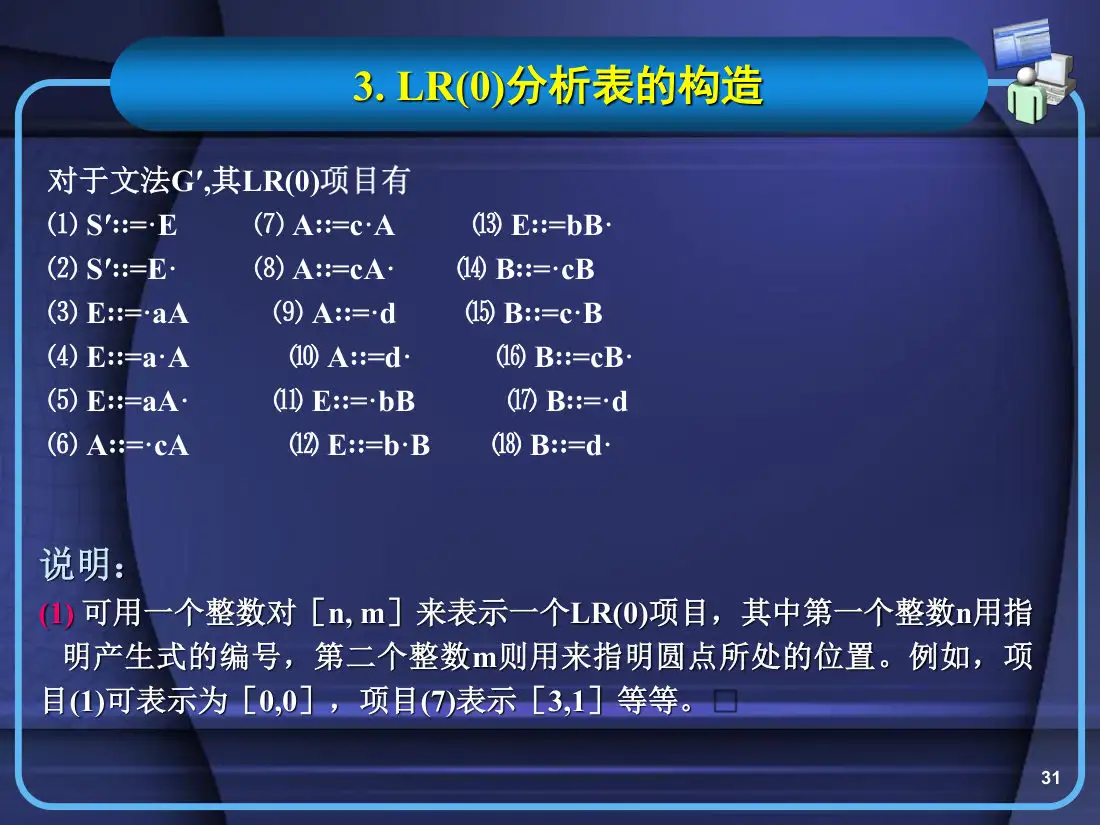 3. LR(0)分析表的构造
对于文法G′,其LR(0)项目有
⑴ S′∷=·E ⑺ A∷=c·A ⒀ E∷=bB·
⑵ S′∷=E· ⑻ A∷=cA· ⒁ B∷=·cB
⑶ E∷=·aA ⑼ A∷=·d ⒂ B∷=c·B
⑷ E∷=a·A ⑽ A∷=d· ⒃ B∷=cB·
⑸ E∷=aA· ⑾ E∷=·bB ⒄ B∷=·d
⑹ A∷=·cA ⑿ E∷=b·B ⒅ B∷=d·
说明：
(1) 可用一个整数对［n, m］来表示一个LR(0)项目，其中第一个整数n用指
明产生式的编号，第二个整数m则用来指明圆点所处的位置。例如，项
目(1)可表示为［0,0］，项目(7)表示［3,1］等等。□
31